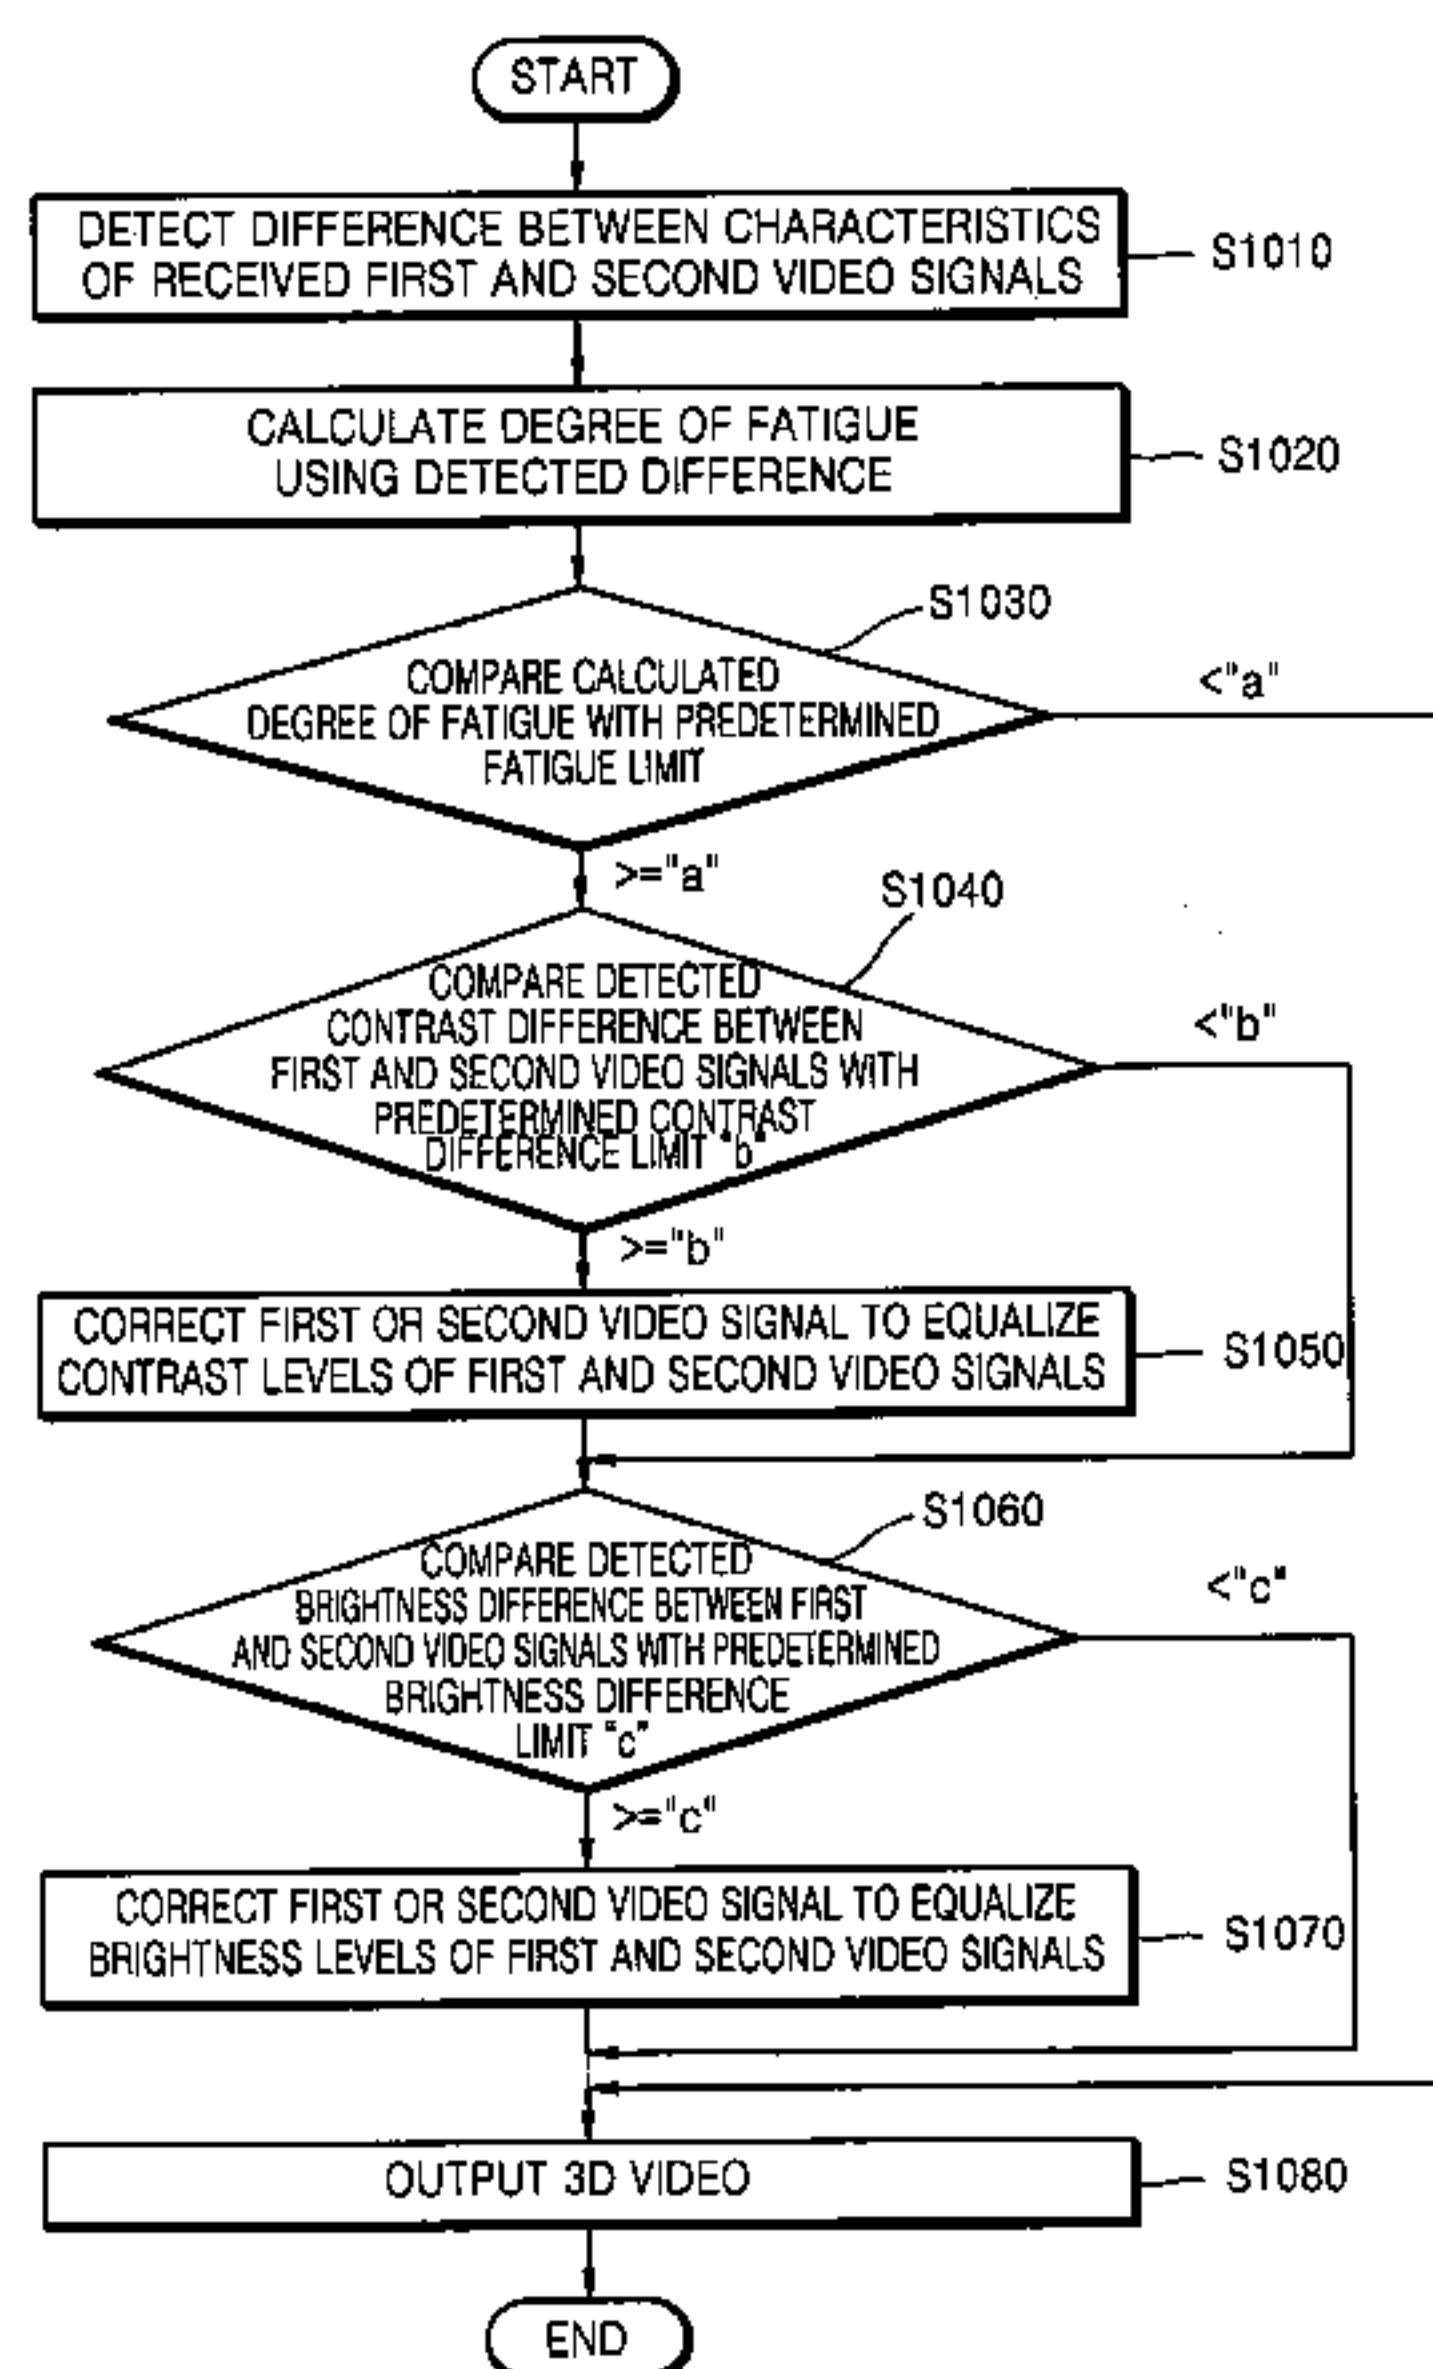 START
DETECT DIFFERENCE BETWEEN CHARACTERISTICS
OF RECEIVED FIRST AND SECOND VIDEO SIGNALS
S1010
CALCULATE DEGREE OF FATIGUE
USING DETECTED DIFFERENCE
S1020
S1030
COMPARE CALCULATED
DEGREE OF FATIGUE WITH PREDETERMINED
FATIGUE LIMIT
<"a"
>="a"
S1040
COMPARE DETECTED
CONTRAST DIFFERENCE BETWEEN
FIRST AND SECOND VIDEO SIGNALS WITH
PREDETERMINED CONTRAST
DIFFERENCE LIMIT "b"
<"b"
>="b"
CORRECT FIRST OR SECOND VIDEO SIGNAL TO EQUALIZE
CONTRAST LEVELS OF FIRST AND SECOND VIDEO SIGNALS
S1050
S1060
COMPARE DETECTED
BRIGHTNESS DIFFERENCE BETWEEN FIRST
AND SECOND VIDEO SIGNALS WITH PREDETERMINED
BRIGHTNESS DIFFERENCE
LIMIT "c"
<"c"
>="c"
CORRECT FIRST OR SECOND VIDEO SIGNAL TO EQUALIZE
BRIGHTNESS LEVELS OF FIRST AND SECOND VIDEO SIGNALS
S1070
OUTPUT 3D VIDEO
S1080
END